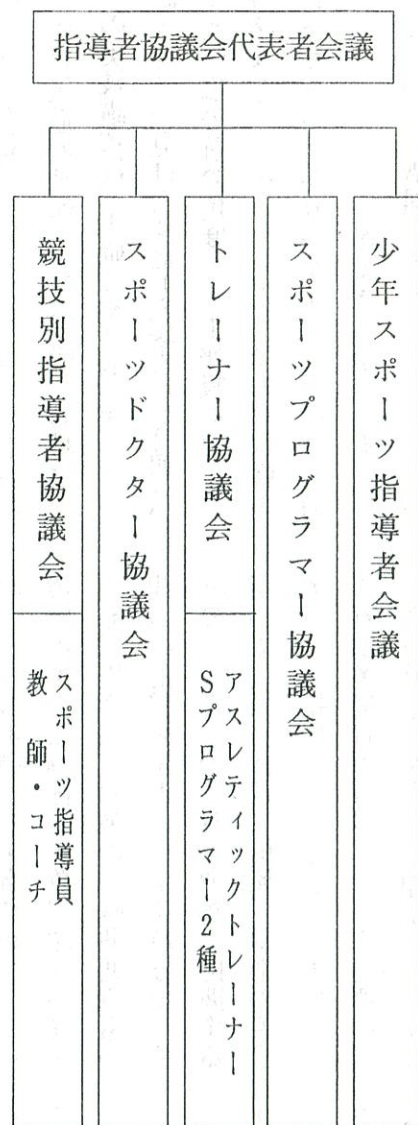 指導者協議会代表者会議
少年スポーツ指導者会議
スポーツプログラマー協議会
トレーナー協議会
アスレティックトレーナー
Sプログラマー2種
スポーツドクター協議会
競技別指導者協議会
スポーツ指導員
教師・コーチ